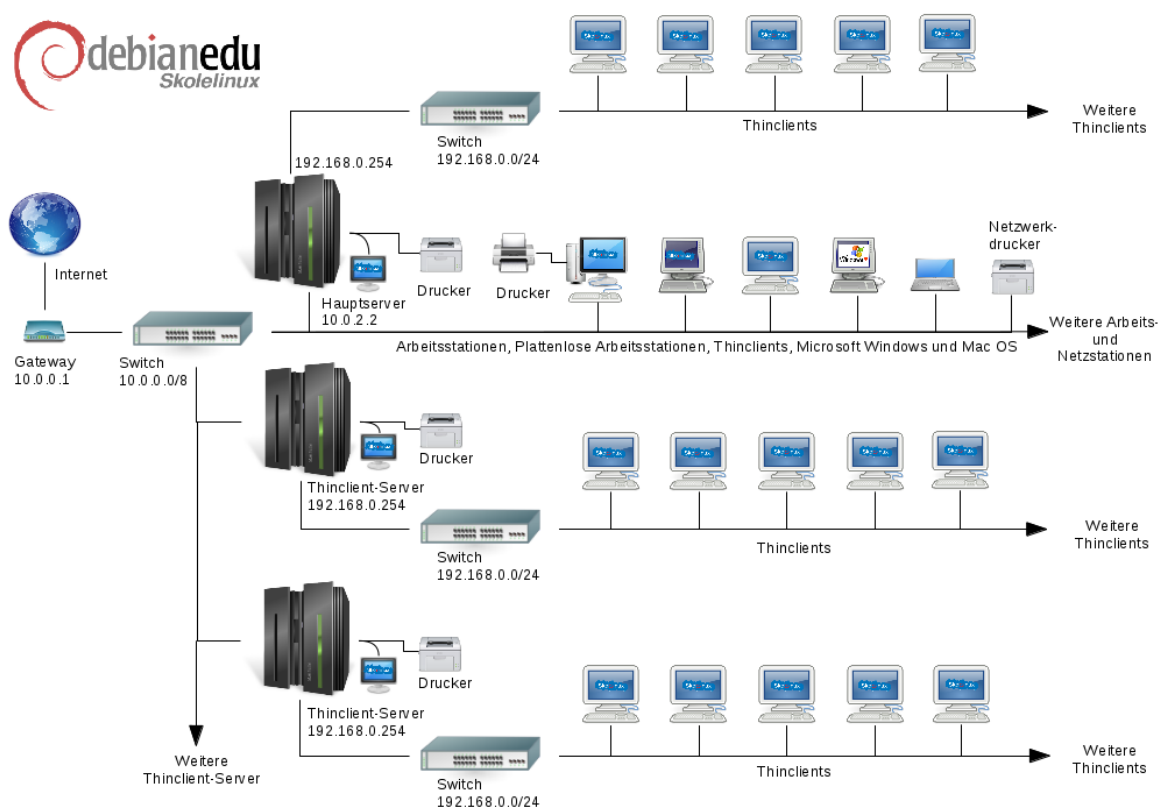 debianedu
Skolelinux
Switch
192.168.0.0/24
Thinclients
Weitere
Thinclients
192.168.0.254
Internet
Gateway
10.0.0.1
Switch
10.0.0.0/8
Hauptserver
10.0.2.2
Drucker
Drucker
Netzwerk-
drucker
Arbeitsstationen, Plattenlose Arbeitsstationen, Thinclients, Microsoft Windows und Mac OS
Weitere Arbeits-
und
Netzstationen
Drucker
Thinclient-Server
192.168.0.254
Switch
192.168.0.0/24
Thinclients
Weitere
Thinclients
Drucker
Thinclient-Server
192.168.0.254
Weitere
Thinclient-Server
Switch
192.168.0.0/24
Thinclients
Weitere
Thinclients